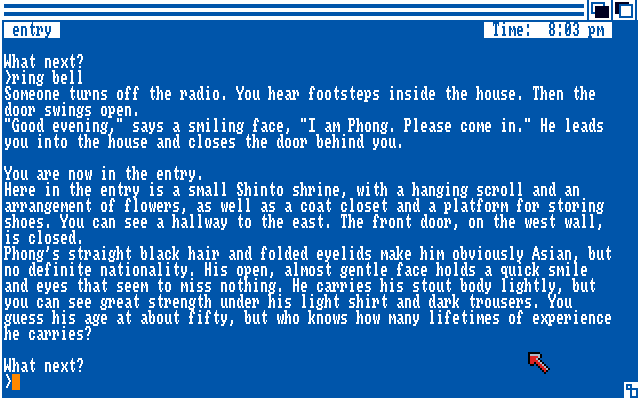 entry
Time:  8:03 pm
What next?
>ring bell
Someone turns off the radio. You hear footsteps inside the house. Then the
door swings open.
"Good evening," says a smiling face, "I am Phong. Please come in." He leads
you into the house and closes the door behind you.
You are now in the entry.
Here in the entry is a small Shinto shrine, with a hanging scroll and an
arrangement of flowers, as well as a coat closet and a platform for storing
shoes. You can see a hallway to the east. The front door, on the west wall,
is closed.
Phong's straight black hair and folded eyelids make him obviously Asian, but
no definite nationality. His open, almost gentle face holds a quick smile
and eyes that seem to miss nothing. He carries his stout body lightly, but
you can see great strength under his light shirt and dark trousers. You
guess his age at about fifty, but who knows how many lifetimes of experience
he carries?
What next?
>